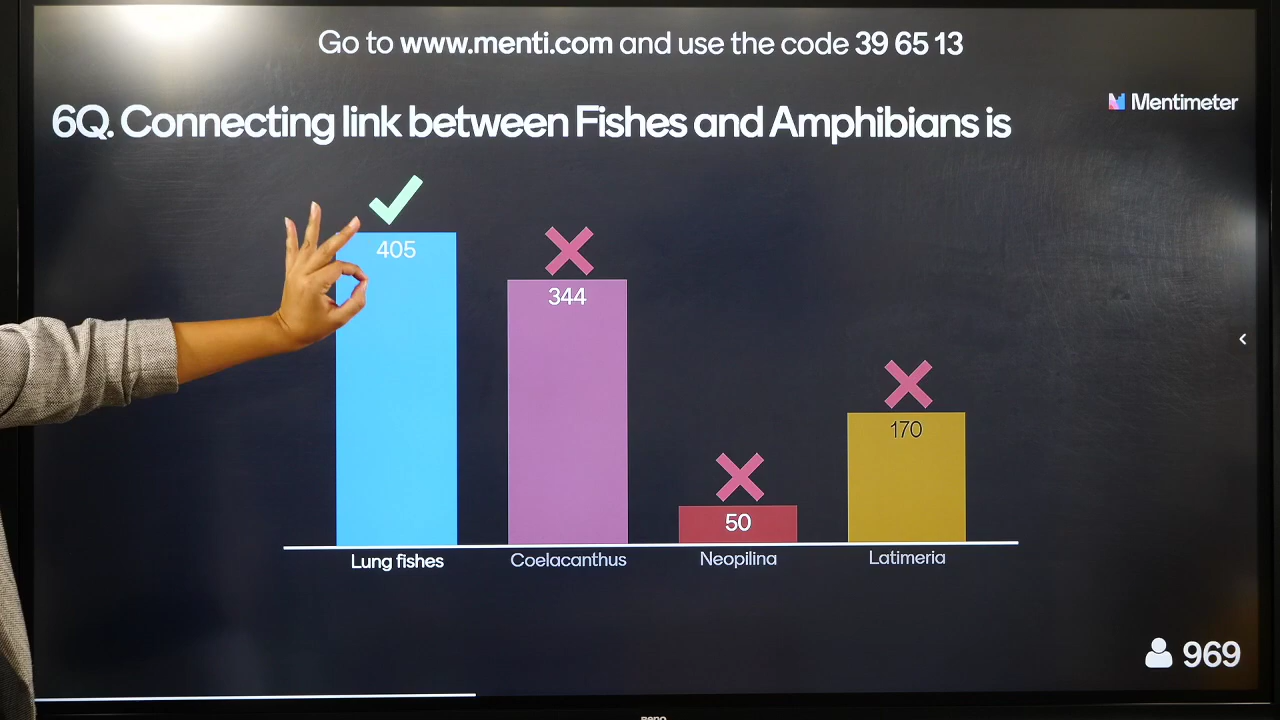 Go to www.menti.com and use the code 39 65 13
Mentimeter
6Q. Connecting link between Fishes and Amphibians is
405
344
50
170
Lung fishes
Coelacanthus
Neopilina
Latimeria
969
BenQ